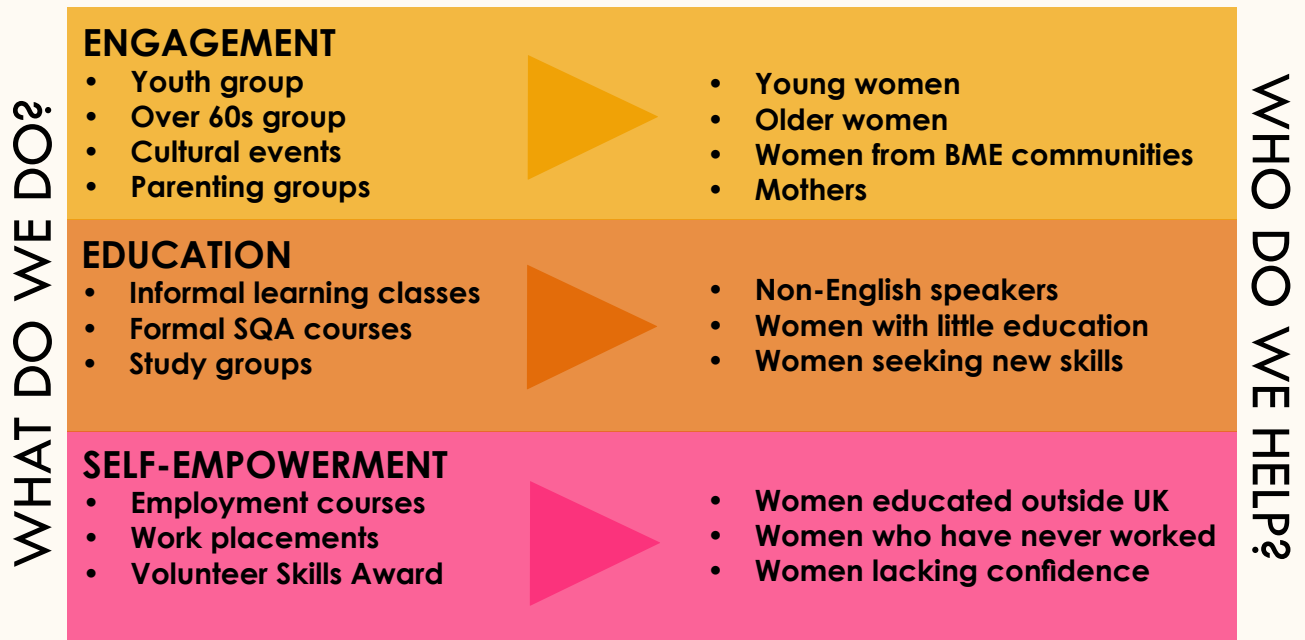 WHAT DO WE DO?
ENGAGEMENT
• Youth group
• Over 60s group
• Cultural events
• Parenting groups
• Young women
• Older women
• Women from BME communities
• Mothers
EDUCATION
• Informal learning classes
• Formal SQA courses
• Study groups
• Non-English speakers
• Women with little education
• Women seeking new skills
SELF-EMPOWERMENT
• Employment courses
• Work placements
• Volunteer Skills Award
• Women educated outside UK
• Women who have never worked
• Women lacking confidence
WHO DO WE HELP?